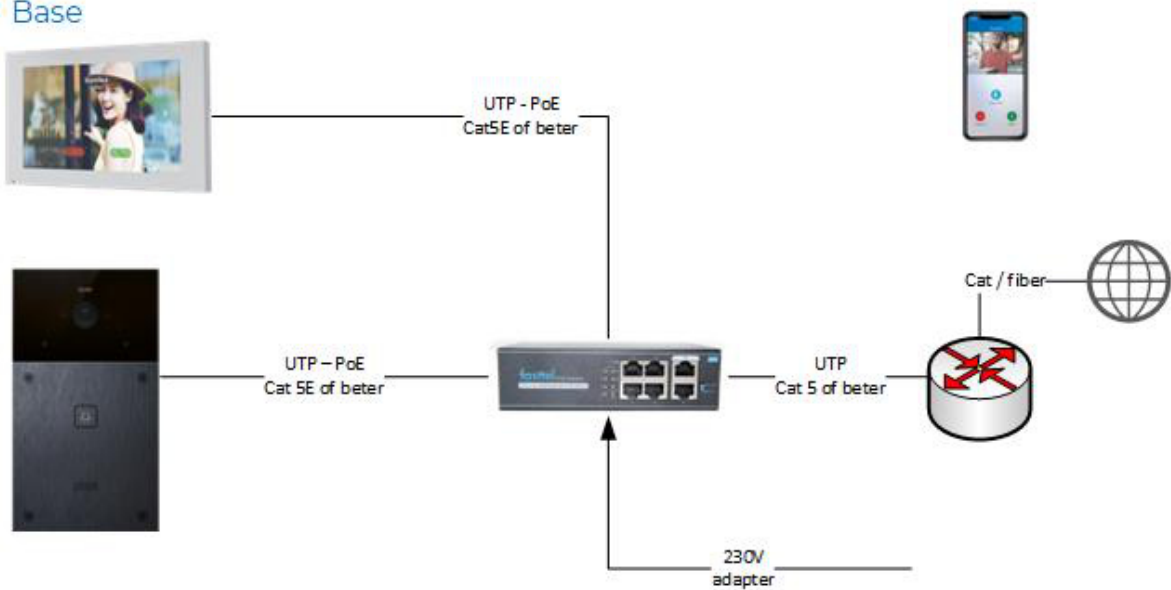 Base
UTP - PoE
Cat5E of beter
Cat / fiber
UTP – PoE
Cat 5E of beter
fasttel
UTP
Cat 5 of beter
230V
adapter